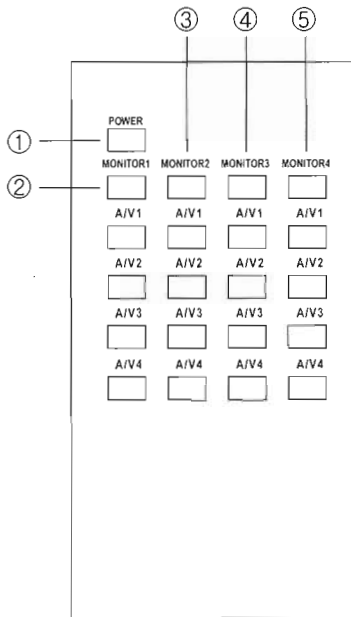 ③ ④ ⑤
POWER
①
MONITOR1 MONITOR2 MONITOR3 MONITOR4
②
A/V1 A/V1 A/V1 A/V1
A/V2 A/V2 A/V2 A/V2
A/V3 A/V3 A/V3 A/V3
A/V4 A/V4 A/V4 A/V4